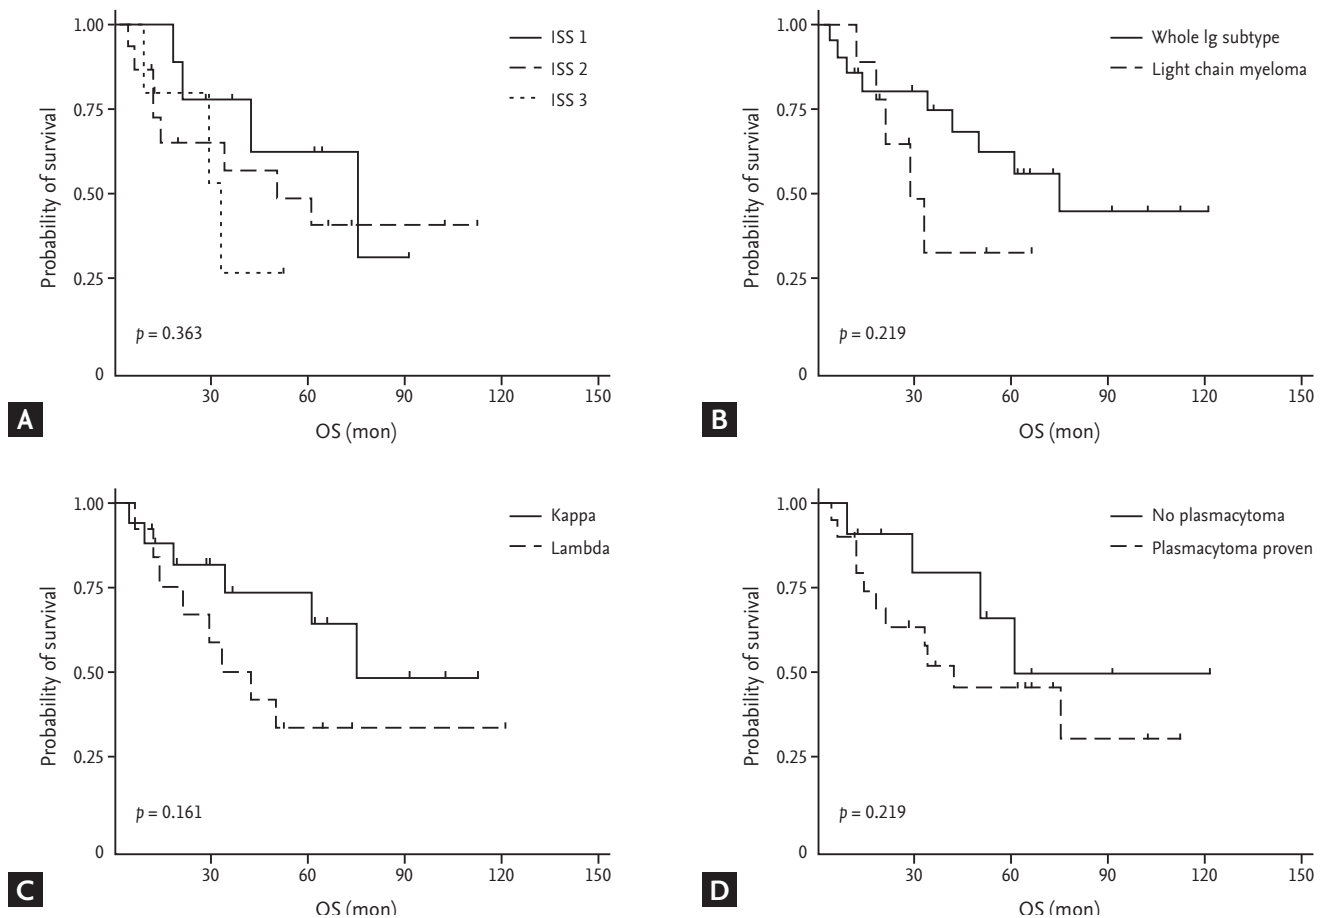 1.00
0.75
0.50
0.25
0
Probability of survival
ISS 1
ISS 2
ISS 3
p = 0.363
30 60 90 120 150
OS (mon)
A
1.00
0.75
0.50
0.25
0
Probability of survival
Whole Ig subtype
Light chain myeloma
p = 0.219
30 60 90 120 150
OS (mon)
B
1.00
0.75
0.50
0.25
0
Probability of survival
Kappa
Lambda
p = 0.161
30 60 90 120 150
OS (mon)
C
1.00
0.75
0.50
0.25
0
Probability of survival
No plasmacytoma
Plasmacytoma proven
p = 0.219
30 60 90 120 150
OS (mon)
D